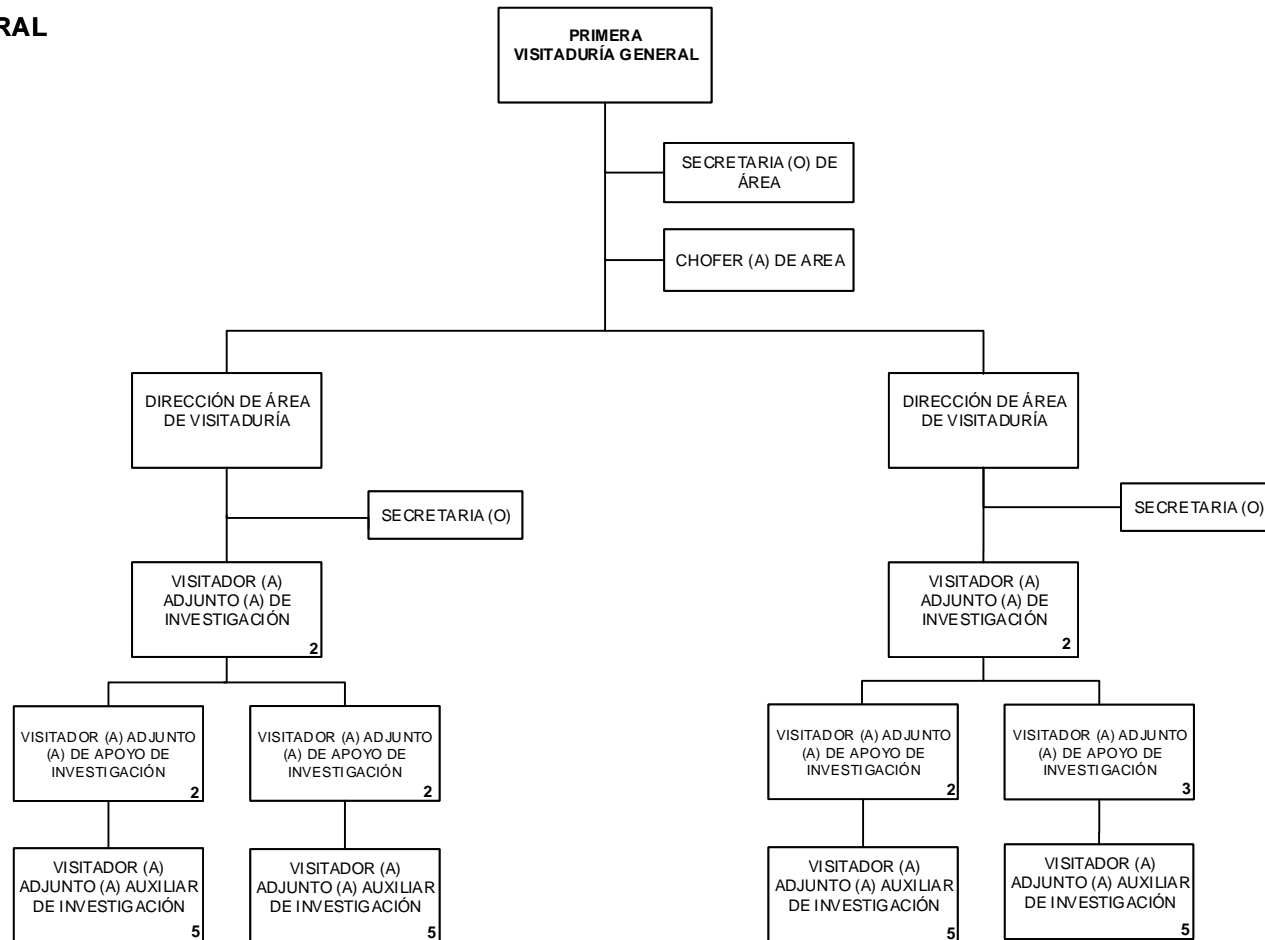 RAL
PRIMERA
VISITADURÍA GENERAL
SECRETARIA (O) DE
ÁREA
CHOFER (A) DE AREA
DIRECCIÓN DE ÁREA
DE VISITADURÍA
DIRECCIÓN DE ÁREA
DE VISITADURÍA
SECRETARIA (O)
SECRETARIA (O)
VISITADOR (A)
ADJUNTO (A) DE
INVESTIGACIÓN
2
VISITADOR (A)
ADJUNTO (A) DE
INVESTIGACIÓN
2
VISITADOR (A) ADJUNTO
(A) DE APOYO DE
INVESTIGACIÓN
2
VISITADOR (A) ADJUNTO
(A) DE APOYO DE
INVESTIGACIÓN
2
VISITADOR (A) ADJUNTO
(A) DE APOYO DE
INVESTIGACIÓN
2
VISITADOR (A) ADJUNTO
(A) DE APOYO DE
INVESTIGACIÓN
3
VISITADOR (A)
ADJUNTO (A) AUXILIAR
DE INVESTIGACIÓN
5
VISITADOR (A)
ADJUNTO (A) AUXILIAR
DE INVESTIGACIÓN
5
VISITADOR (A)
ADJUNTO (A) AUXILIAR
DE INVESTIGACIÓN
5
VISITADOR (A)
ADJUNTO (A) AUXILIAR
DE INVESTIGACIÓN
5